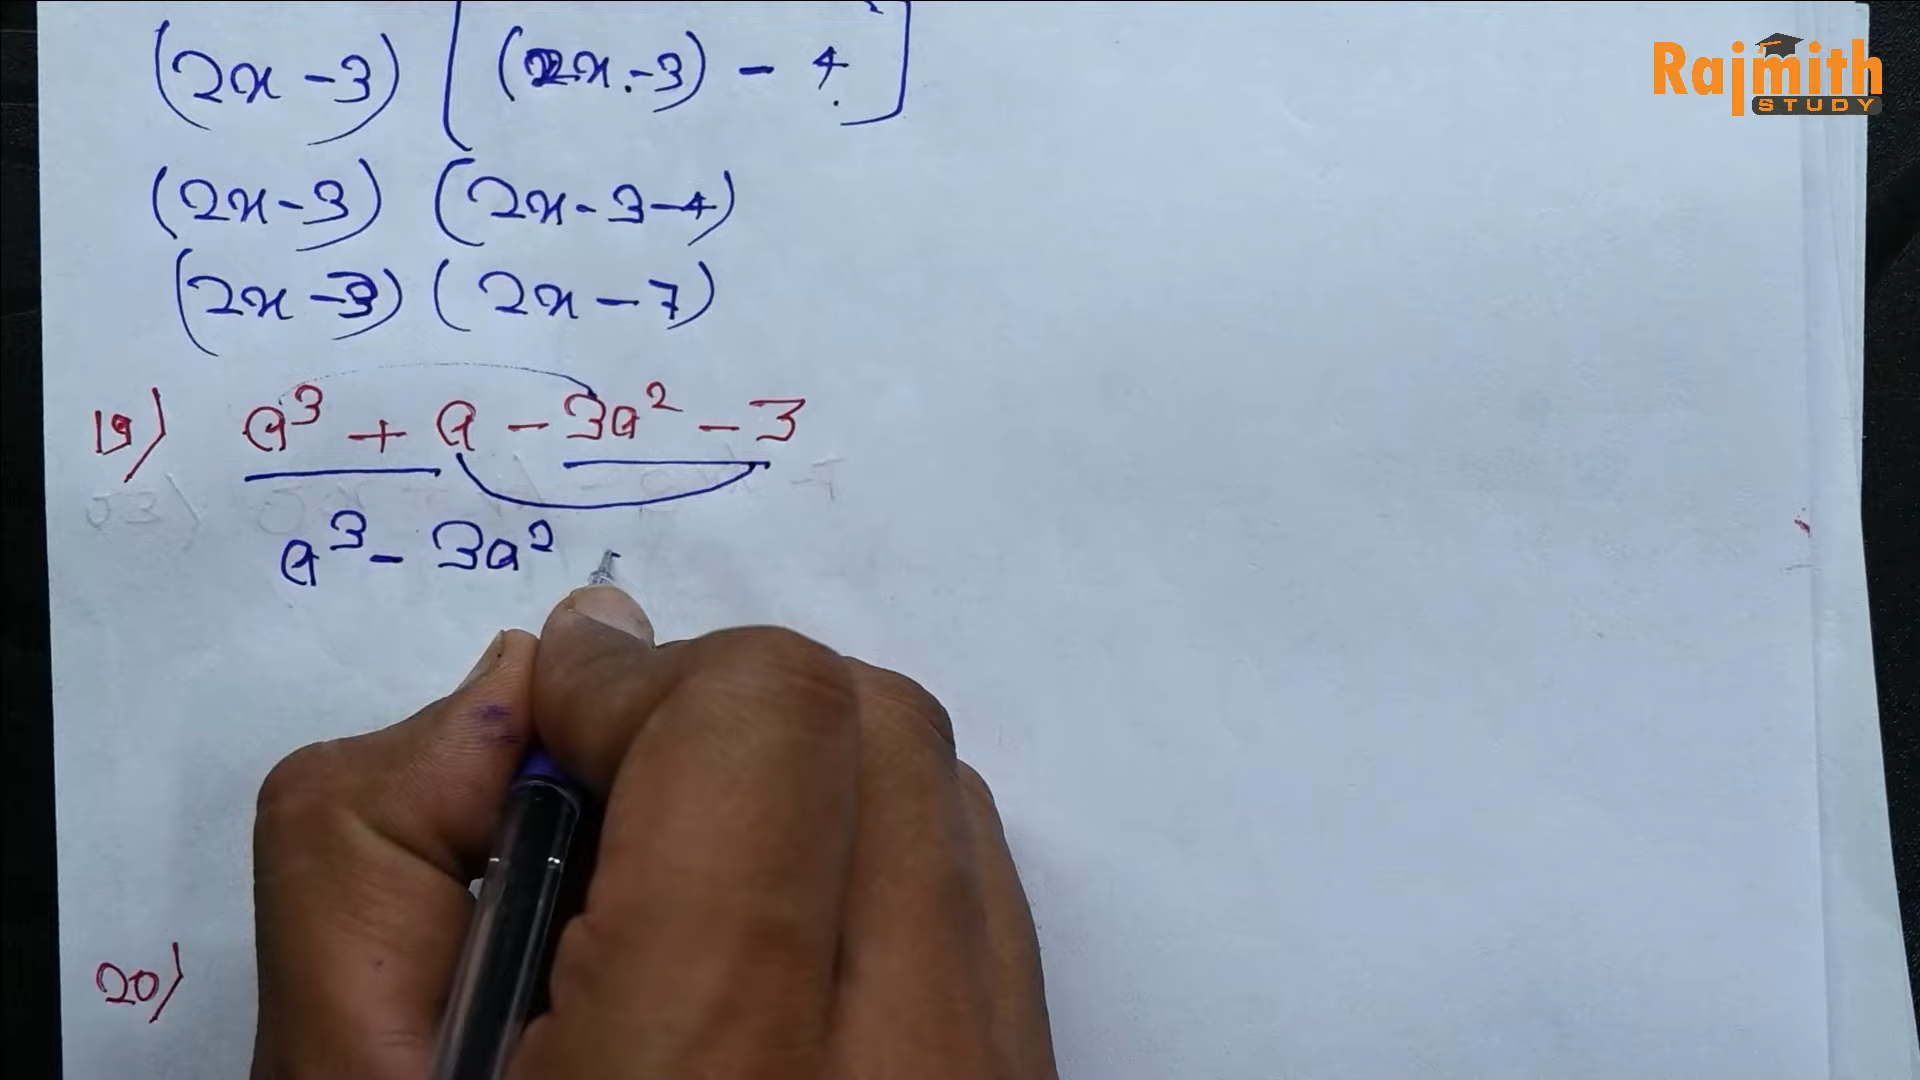 Rajmith
STUDY
(2x - 3) [(2x - 3) - 4]
(2x - 3) (2x - 3 - 4)
(2x - 3) (2x - 7)
19) a³ + a - 3a² - 3
a³ - 3a²
20)